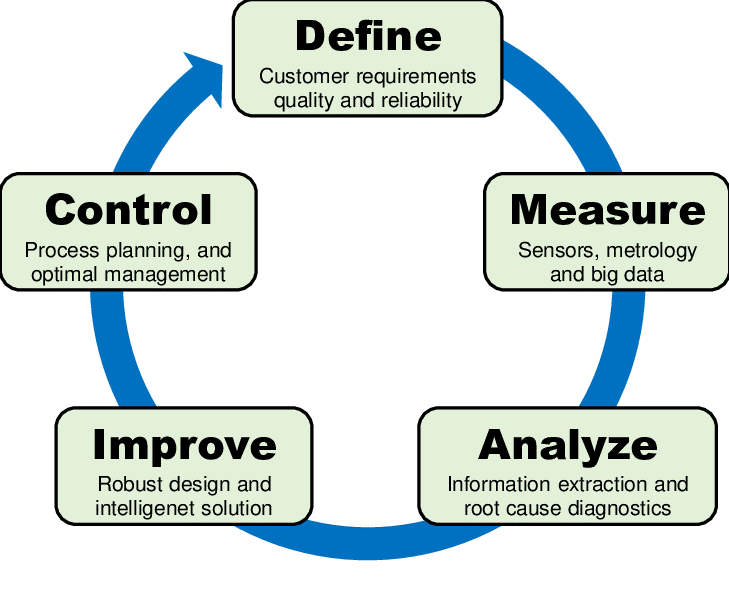 Define
Customer requirements
quality and reliability
Measure
Sensors, metrology
and big data
Analyze
Information extraction and
root cause diagnostics
Improve
Robust design and
intelligenet solution
Control
Process planning, and
optimal management